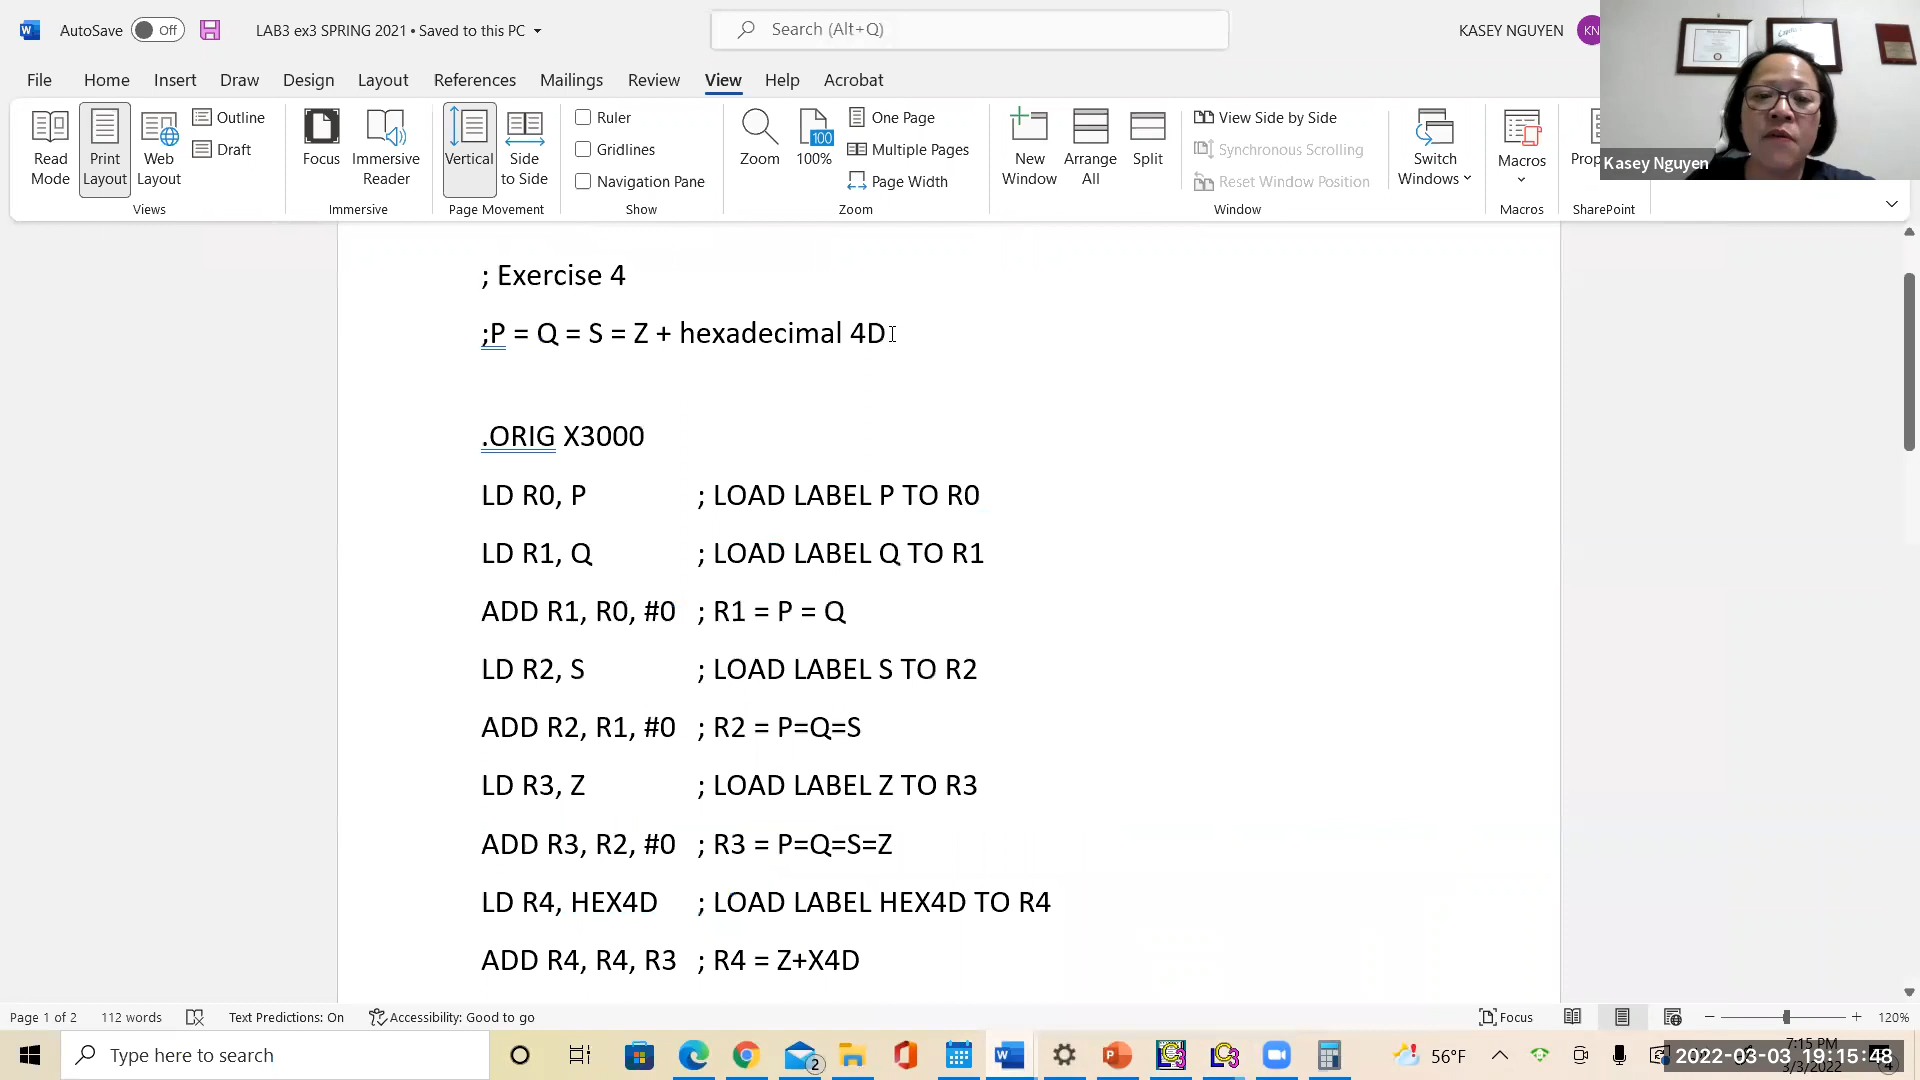 AutoSave Off LAB3 ex3 SPRING 2021 • Saved to this PC Search (Alt+Q) KASEY NGUYEN KN
File Home Insert Draw Design Layout References Mailings Review View Help Acrobat
Read Mode Print Layout Web Layout Outline Draft
Views
Focus Immersive Reader
Immersive
Vertical Side to Side
Page Movement
Ruler
Gridlines
Navigation Pane
Show
Zoom 100% One Page
Multiple Pages
Page Width
Zoom
New Window Arrange All Split
View Side by Side
Synchronous Scrolling
Reset Window Position
Switch Windows
Window
Macros
Macros
SharePoint
Kasey Nguyen
; Exercise 4
;P = Q = S = Z + hexadecimal 4D
.ORIG X3000
LD R0, P ; LOAD LABEL P TO R0
LD R1, Q ; LOAD LABEL Q TO R1
ADD R1, R0, #0 ; R1 = P = Q
LD R2, S ; LOAD LABEL S TO R2
ADD R2, R1, #0 ; R2 = P=Q=S
LD R3, Z ; LOAD LABEL Z TO R3
ADD R3, R2, #0 ; R3 = P=Q=S=Z
LD R4, HEX4D ; LOAD LABEL HEX4D TO R4
ADD R4, R4, R3 ; R4 = Z+X4D
Page 1 of 2 112 words Text Predictions: On Accessibility: Good to go Focus 120%
Type here to search 2 56°F 7:15 PM
2022-03-03 19:15:48
3/3/2022